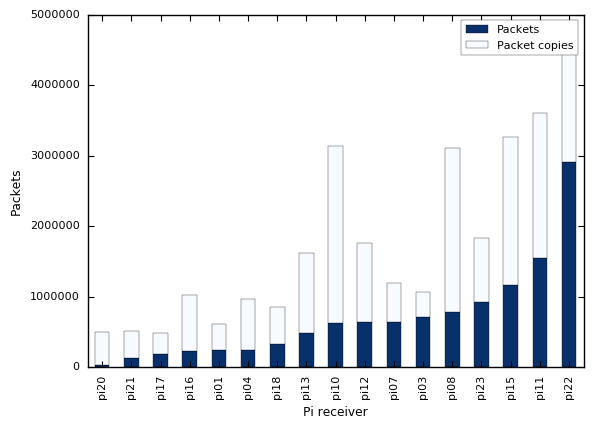 5000000
4000000
3000000
2000000
1000000
0
Packets
Packets
Packet copies
pi20 pi21 pi17 pi16 pi01 pi04 pi18 pi13 pi10 pi12 pi07 pi03 pi08 pi23 pi15 pi11 pi22
Pi receiver